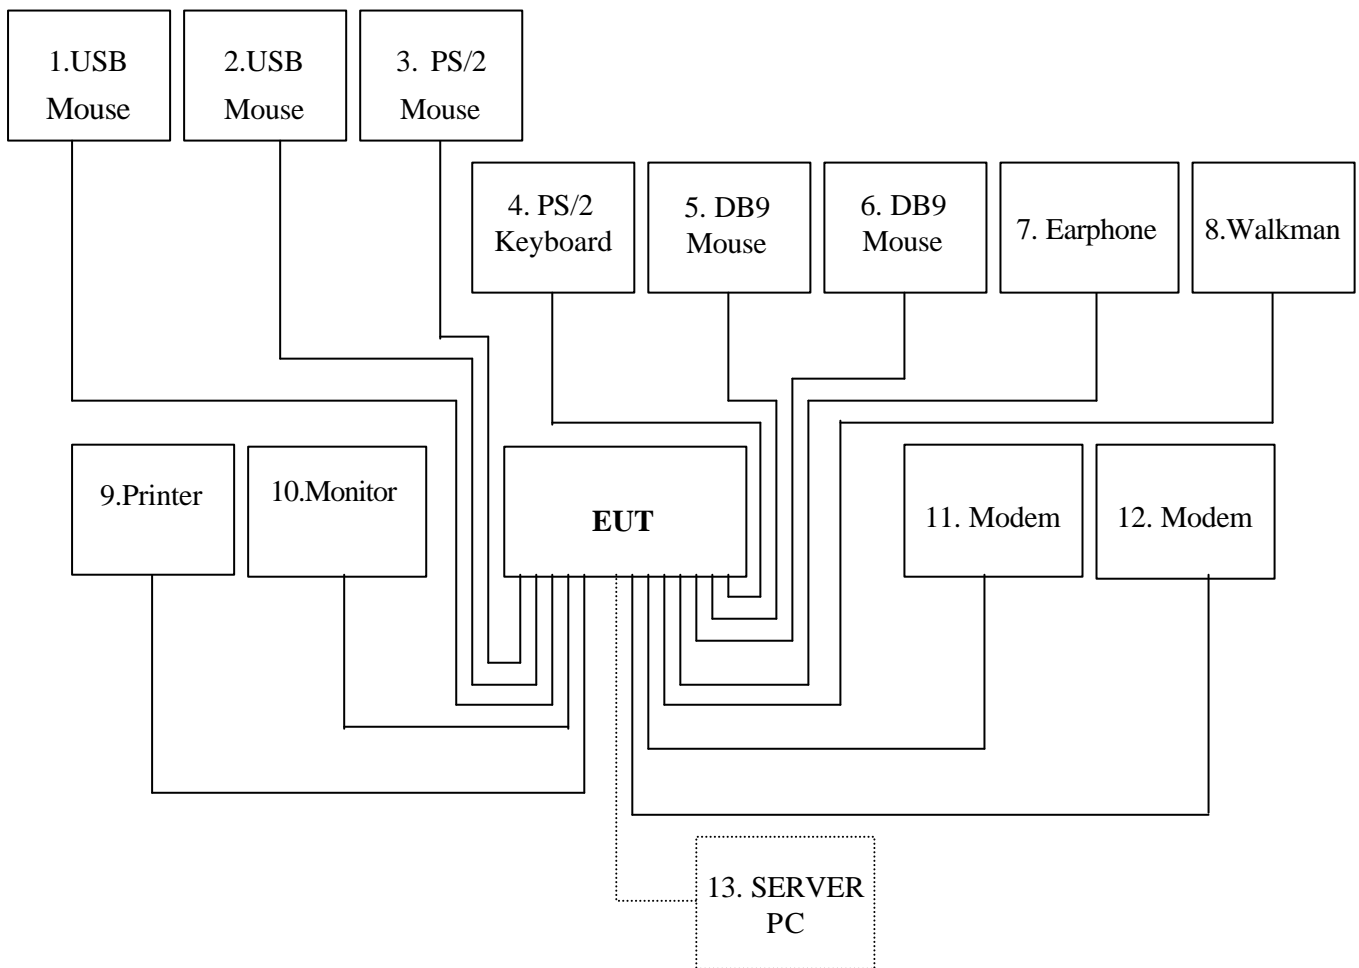 1.USB
Mouse
2.USB
Mouse
3. PS/2
Mouse
4. PS/2
Keyboard
5. DB9
Mouse
6. DB9
Mouse
7. Earphone
8.Walkman
9.Printer
10.Monitor
EUT
11. Modem
12. Modem
13. SERVER
PC